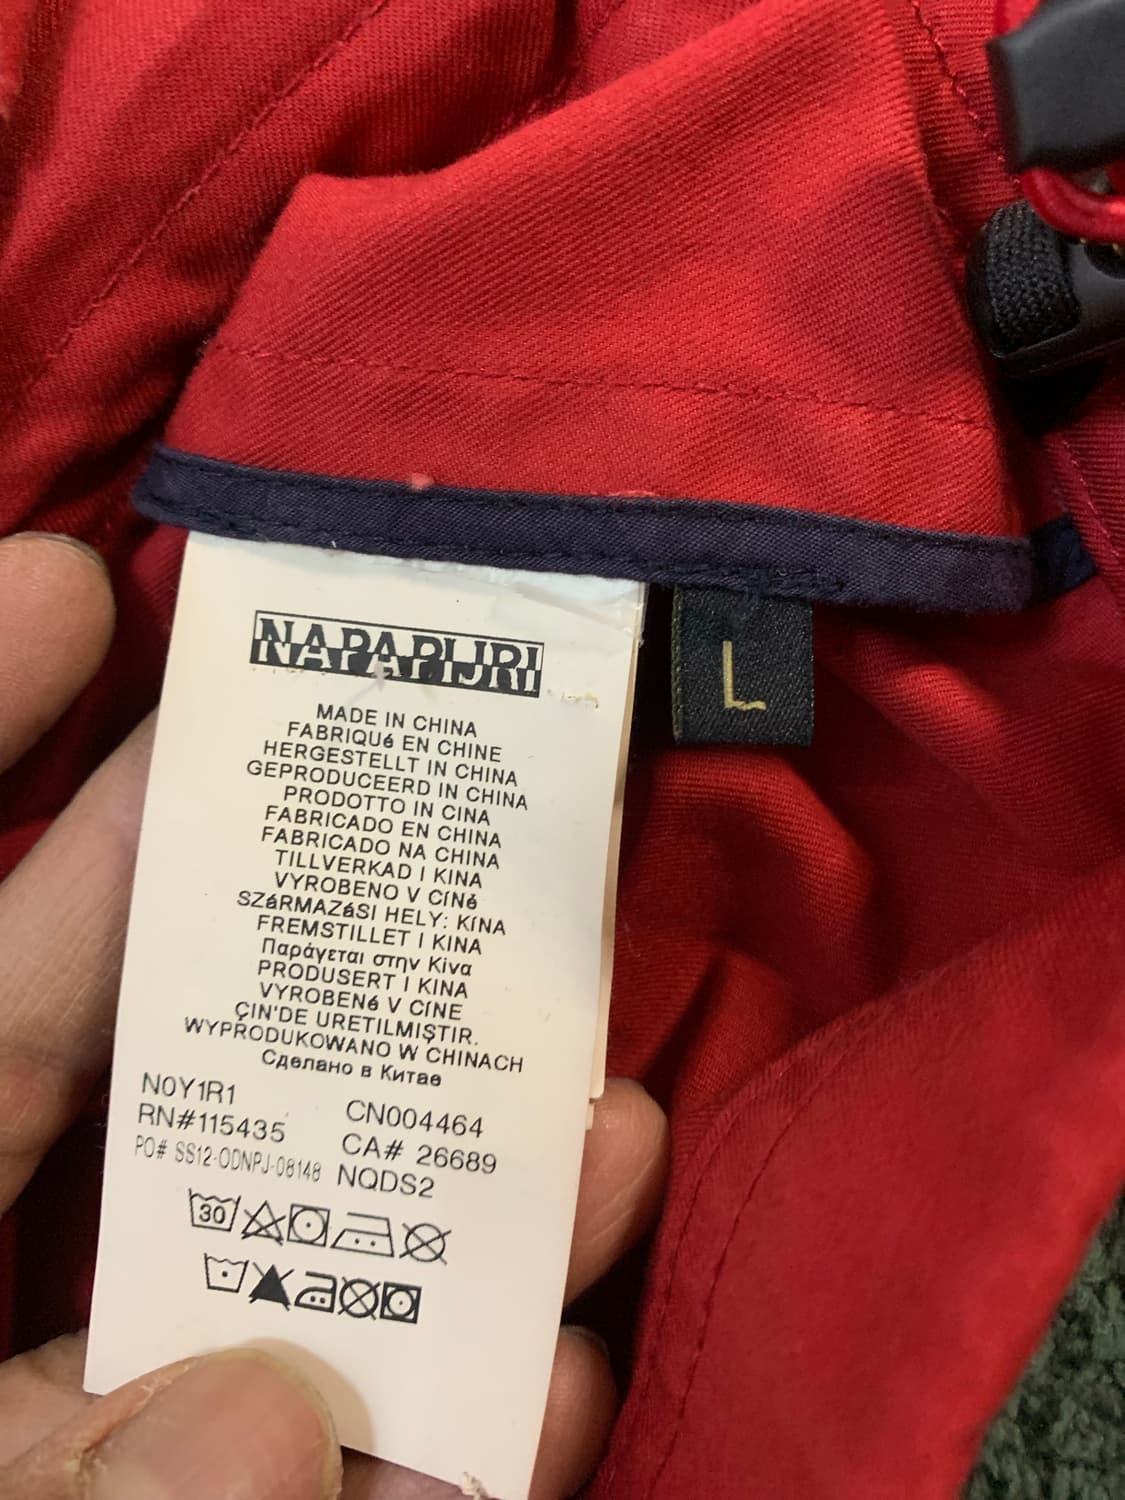 NAPAPIJRI
L
MADE IN CHINA
FABRIQUé EN CHINE
HERGESTELLT IN CHINA
GEPRODUCEERD IN CHINA
PRODOTTO IN CINA
FABRICADO EN CHINA
FABRICADO NA CHINA
TILLVERKAD I KINA
VYROBENO V CíNě
SZáRMAZáSI HELY: KíNA
FREMSTILLET I KINA
Παράγεται στην Κίνα
PRODUSERT I KINA
VYROBENé V CíNE
ÇIN'DE URETILMIŞTIR.
WYPRODUKOWANO W CHINACH
Сделано в Китае
N0Y1R1 CN004464
RN#115435 CA# 26689
PO# SS12-ODNPJ-08148 NQDS2
30